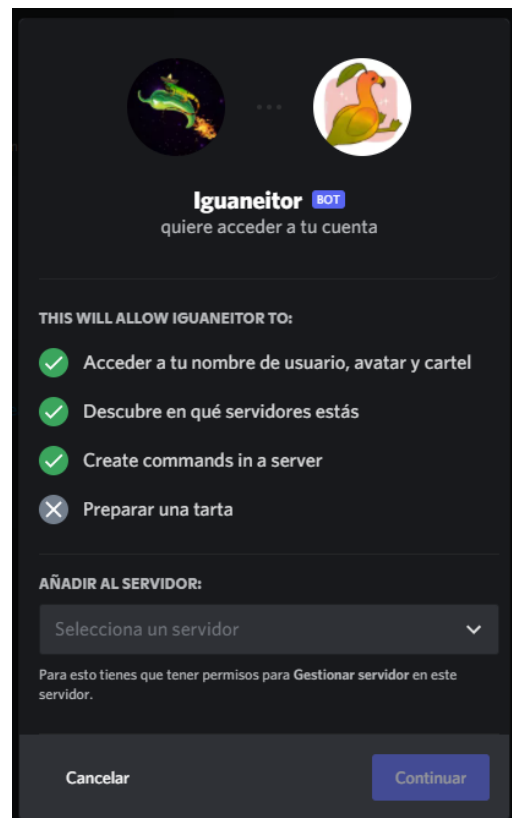 Iguaneitor BOT
quiere acceder a tu cuenta
THIS WILL ALLOW IGUANEITOR TO:
Acceder a tu nombre de usuario, avatar y cartel
Descubre en qué servidores estás
Create commands in a server
Preparar una tarta
AÑADIR AL SERVIDOR:
Selecciona un servidor
Para esto tienes que tener permisos para Gestionar servidor en este
servidor.
Cancelar
Continuar